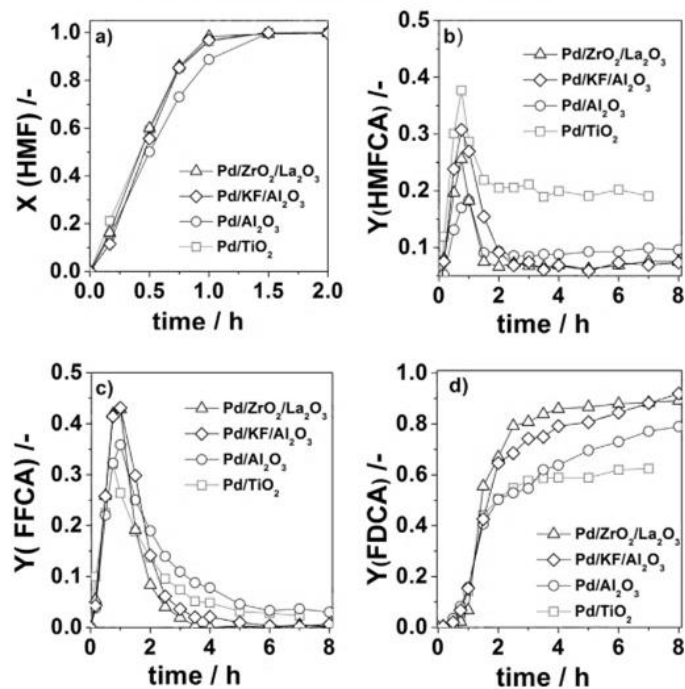 a)
X (HMF) /-
1.0
0.8
0.6
0.4
0.2
0.0
Pd/ZrO₂/La₂O₃
Pd/KF/Al₂O₃
Pd/Al₂O₃
Pd/TiO₂
0.0 0.5 1.0 1.5 2.0
time / h
b)
Y(HMFCA) /-
0.5
0.4
0.3
0.2
0.1
Pd/ZrO₂/La₂O₃
Pd/KF/Al₂O₃
Pd/Al₂O₃
Pd/TiO₂
0 2 4 6 8
time / h
c)
Y( FFCA) /-
0.5
0.4
0.3
0.2
0.1
0.0
Pd/ZrO₂/La₂O₃
Pd/KF/Al₂O₃
Pd/Al₂O₃
Pd/TiO₂
0 2 4 6 8
time / h
d)
Y(FDCA) /-
1.0
0.8
0.6
0.4
0.2
0.0
Pd/ZrO₂/La₂O₃
Pd/KF/Al₂O₃
Pd/Al₂O₃
Pd/TiO₂
0 2 4 6 8
time / h